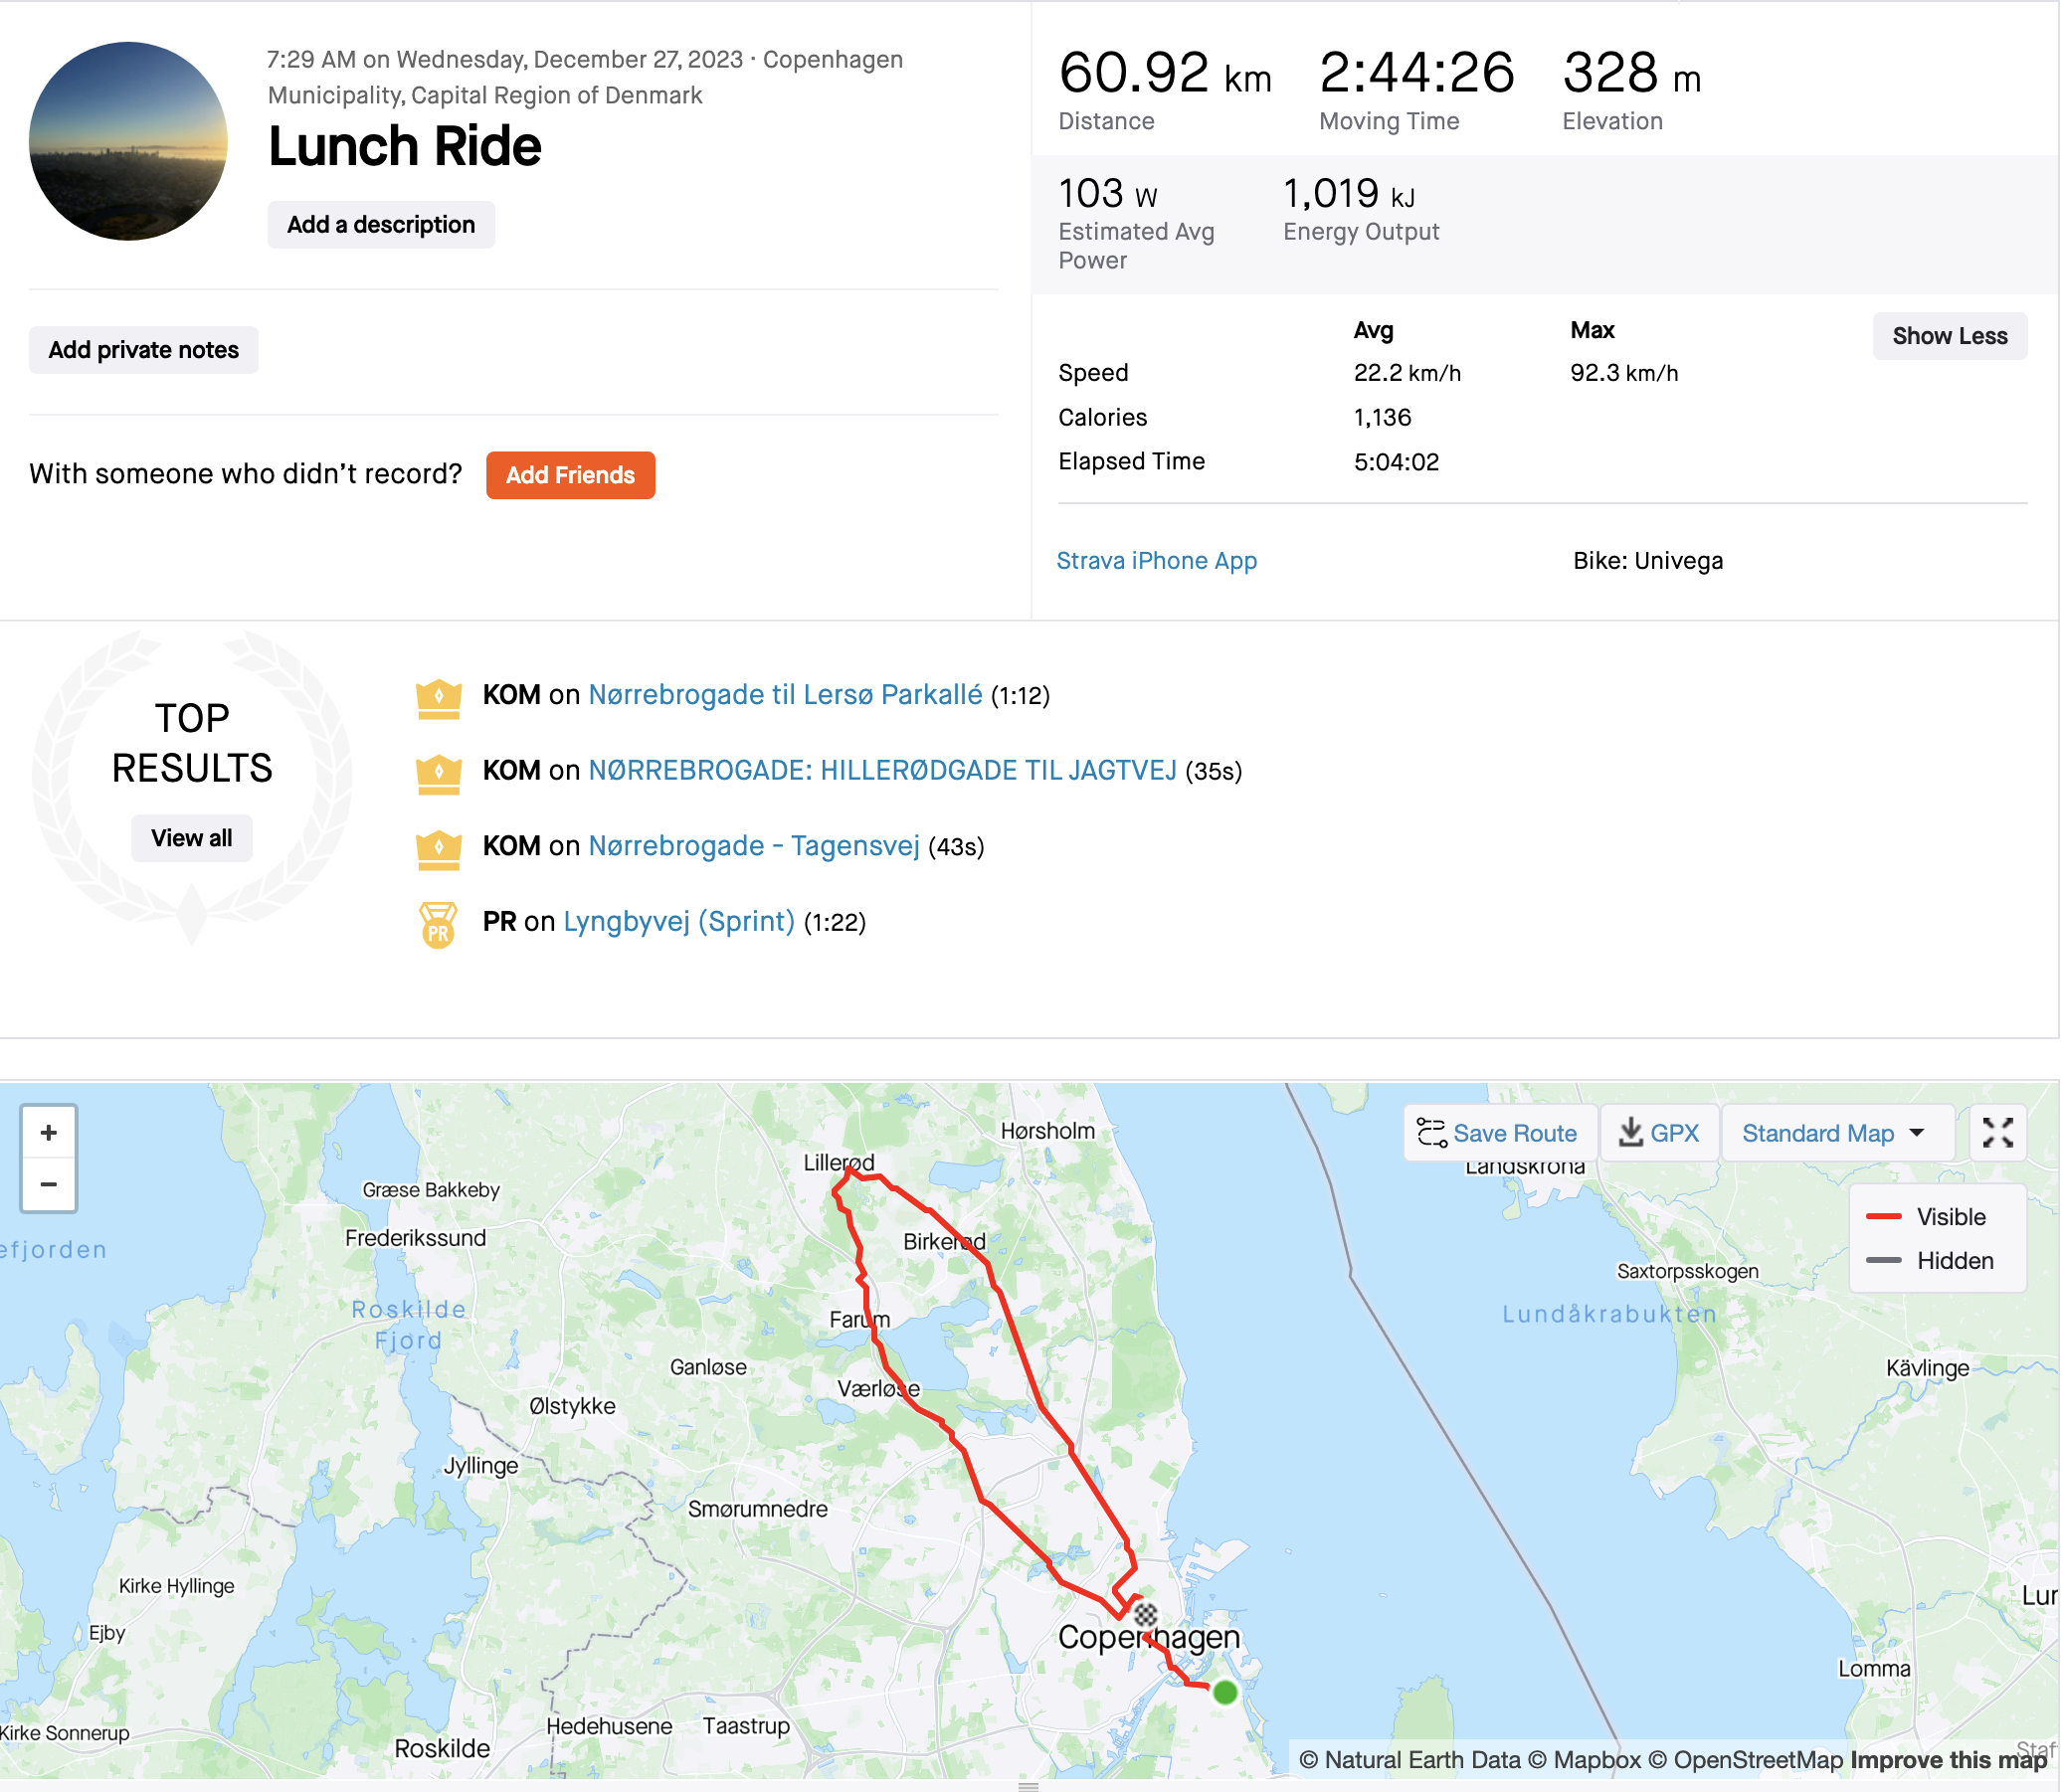 7:29 AM on Wednesday, December 27, 2023 · Copenhagen
Municipality, Capital Region of Denmark
Lunch Ride
Add a description
Add private notes
With someone who didn’t record?
Add Friends
60.92 km
Distance
2:44:26
Moving Time
328 m
Elevation
103 W
Estimated Avg
Power
1,019 kJ
Energy Output
Avg
Max
Show Less
Speed
22.2 km/h
92.3 km/h
Calories
1,136
Elapsed Time
5:04:02
Strava iPhone App
Bike: Univega
TOP
RESULTS
View all
KOM on Nørrebrogade til Lersø Parkallé (1:12)
KOM on NØRREBROGADE: HILLERØDGADE TIL JAGTVEJ (35s)
KOM on Nørrebrogade - Tagensvej (43s)
PR
PR on Lyngbyvej (Sprint) (1:22)
+
−
Save Route
GPX
Standard Map
Visible
Hidden
Hørsholm
Lillerød
Landskrona
Græse Bakkeby
Frederikssund
Birkerød
efjorden
Saxtorpsskogen
Roskilde
Fjord
Lundåkrabukten
Farum
Ganløse
Kävlinge
Værløse
Ølstykke
Jyllinge
Smørumnedre
Kirke Hyllinge
Lur
Ejby
Copenhagen
Lomma
Kirke Sonnerup
Hedehusene
Taastrup
Roskilde
Staf
© Natural Earth Data © Mapbox © OpenStreetMap Improve this map